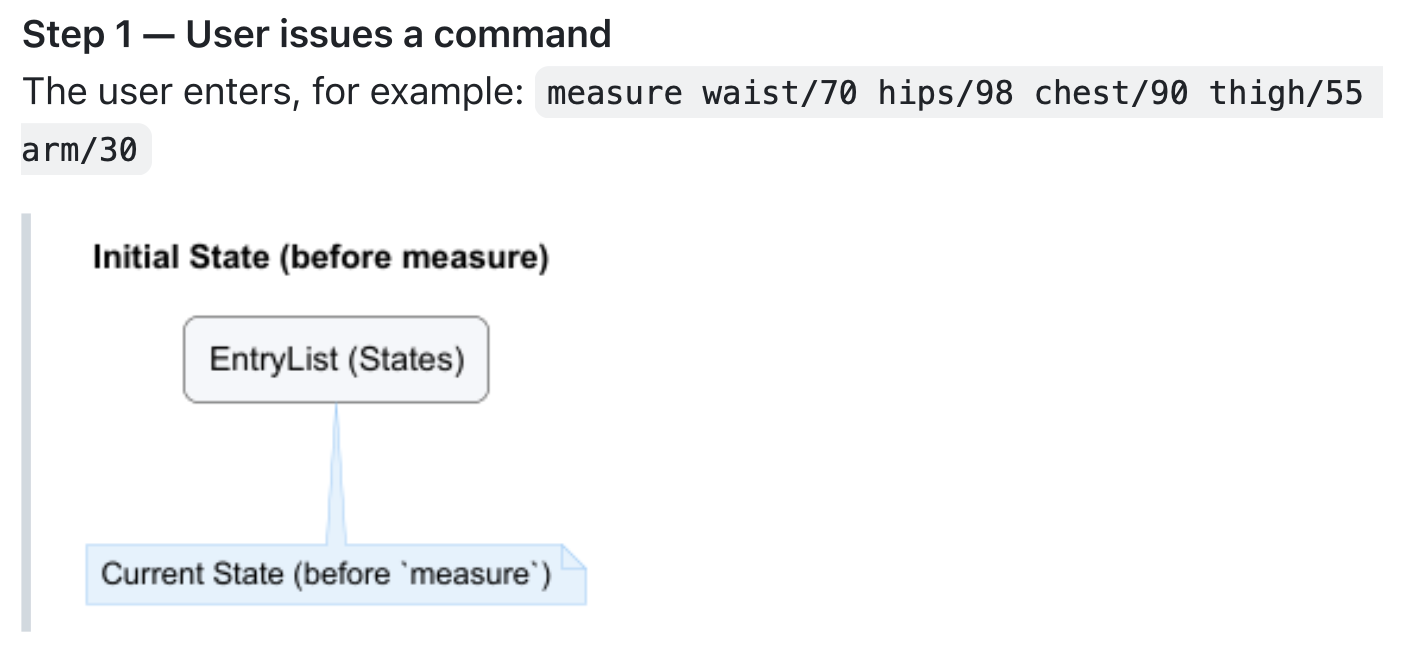 Step 1 — User issues a command
The user enters, for example: measure waist/70 hips/98 chest/90 thigh/55
arm/30
Initial State (before measure)
EntryList (States)
Current State (before `measure`)